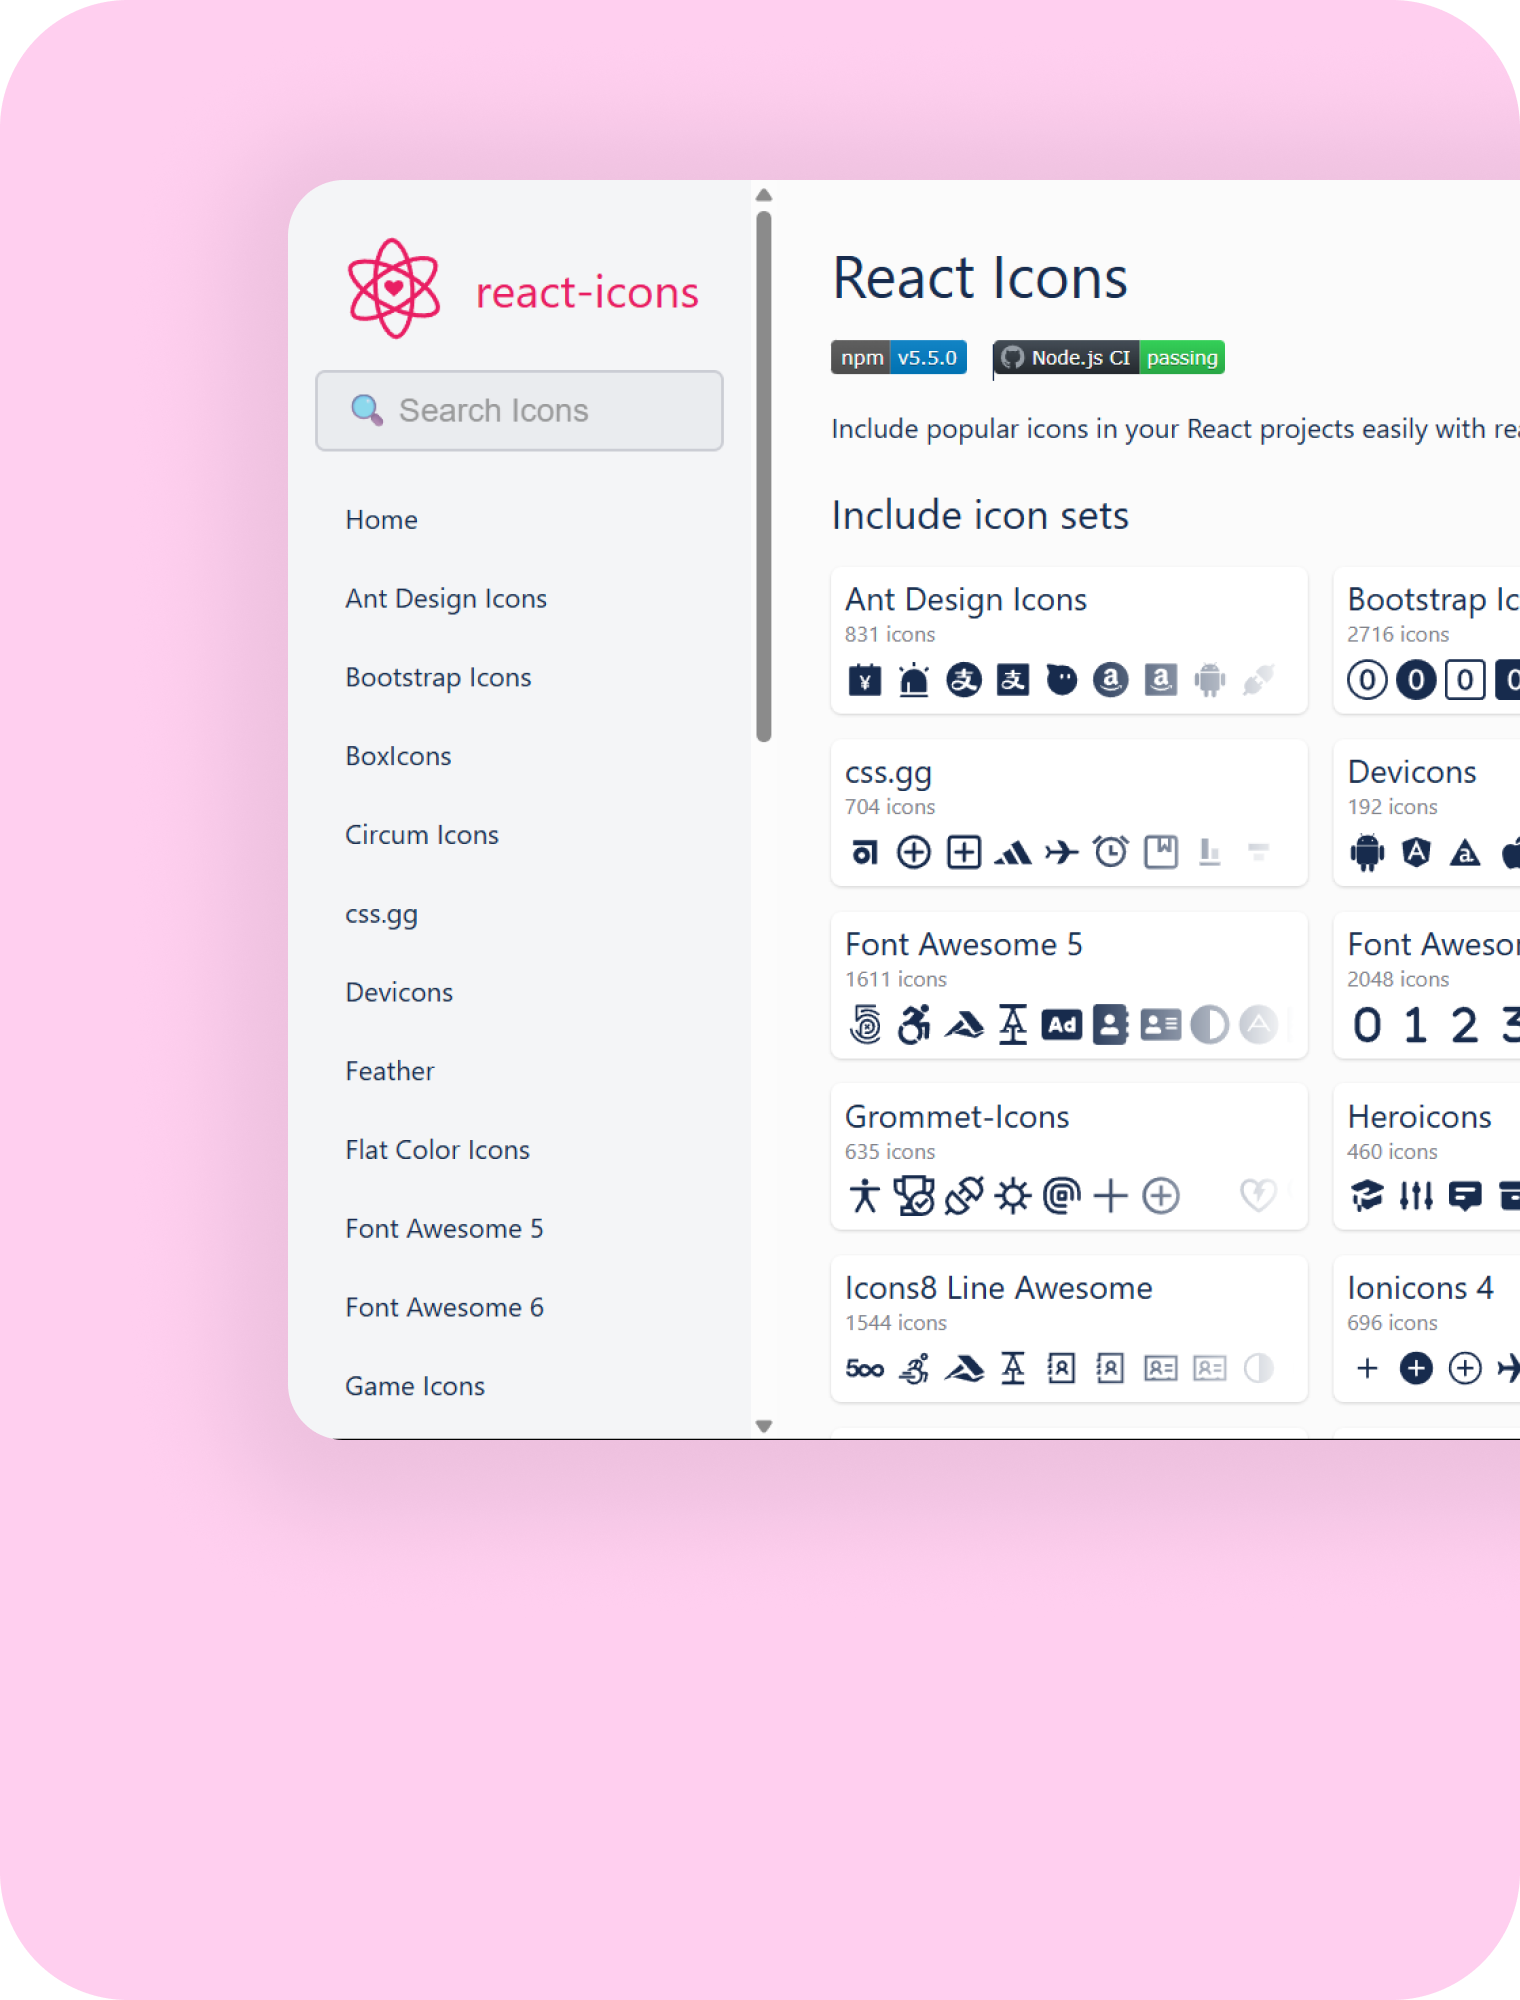 react-icons
Search Icons
Home
Ant Design Icons
Bootstrap Icons
BoxIcons
Circum Icons
css.gg
Devicons
Feather
Flat Color Icons
Font Awesome 5
Font Awesome 6
Game Icons
React Icons
npm v5.5.0 Node.js CI passing
Include popular icons in your React projects easily with
Include icon sets
Ant Design Icons
831 icons
Bootstrap
2716 icons
css.gg
704 icons
Devicons
192 icons
Font Awesome 5
1611 icons
Ad
Font
2048 icons
0 1 2 3
Grommet-Icons
635 icons
Heroicons
460 icons
Icons8 Line Awesome
1544 icons
500
Ionicons 4
696 icons